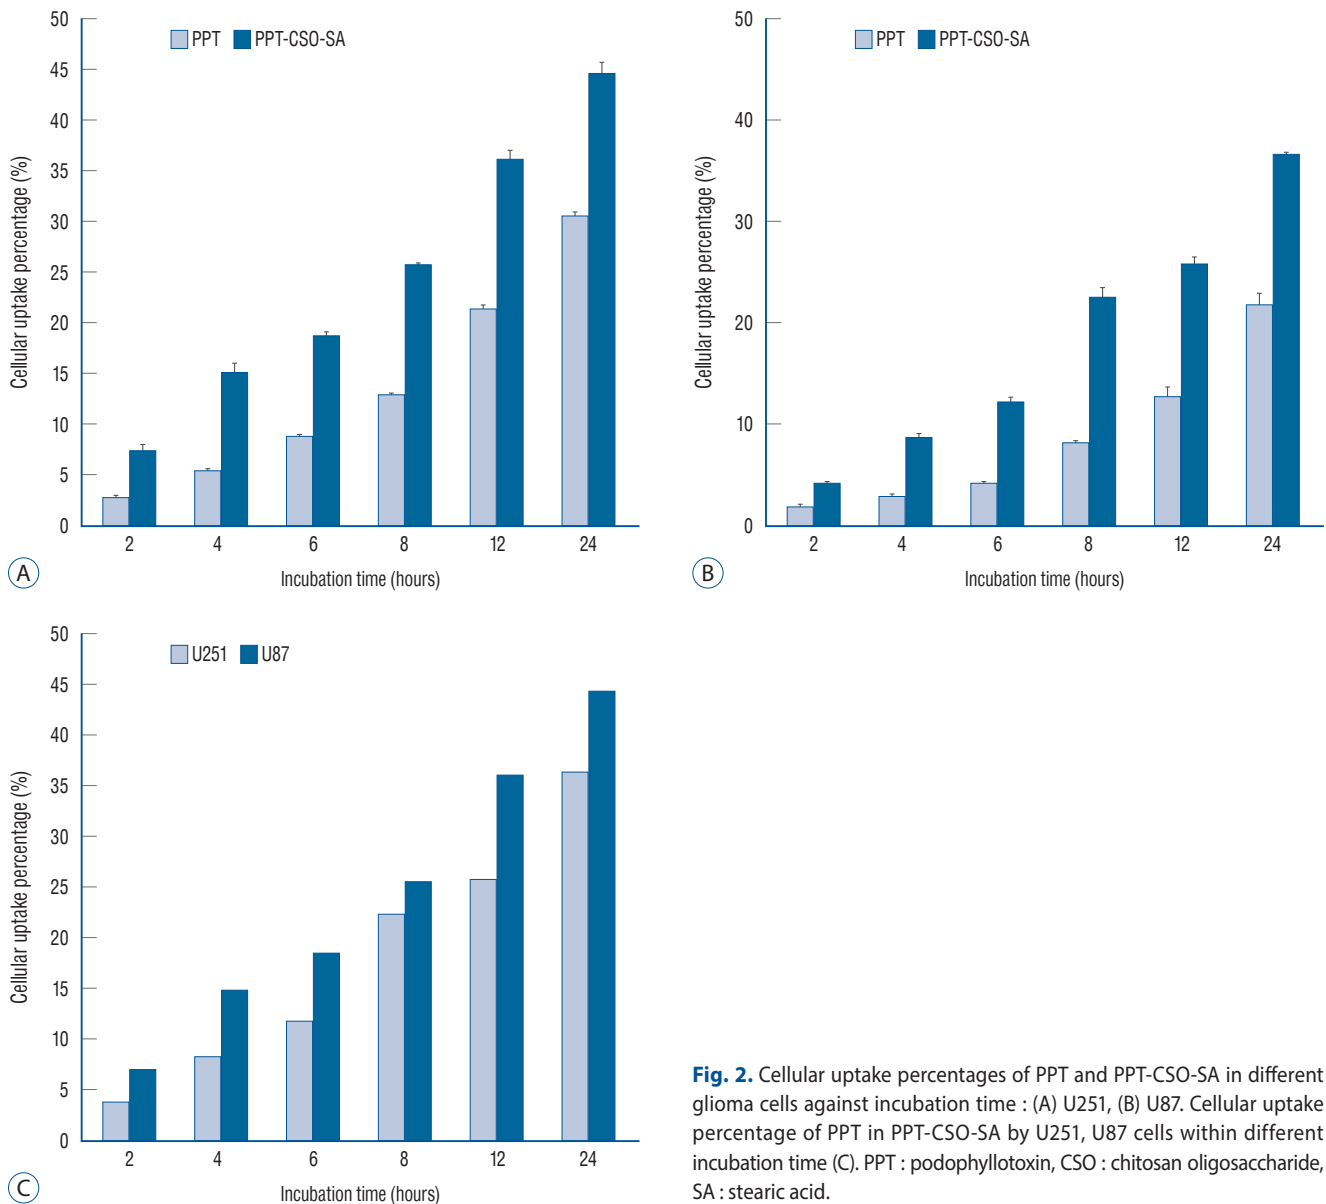 50
45
40
35
30
25
20
15
10
5
0
Cellular uptake percentage (%)
PPT PPT-CSO-SA
2 4 6 8 12 24
Incubation time (hours)
A
50
40
30
20
10
0
Cellular uptake percentage (%)
PPT PPT-CSO-SA
2 4 6 8 12 24
Incubation time (hours)
B
50
45
40
35
30
25
20
15
10
5
0
Cellular uptake percentage (%)
U251 U87
2 4 6 8 12 24
Incubation time (hours)
C
Fig. 2. Cellular uptake percentages of PPT and PPT-CSO-SA in different
glioma cells against incubation time : (A) U251, (B) U87. Cellular uptake
percentage of PPT in PPT-CSO-SA by U251, U87 cells within different
incubation time (C). PPT : podophyllotoxin, CSO : chitosan oligosaccharide,
SA : stearic acid.